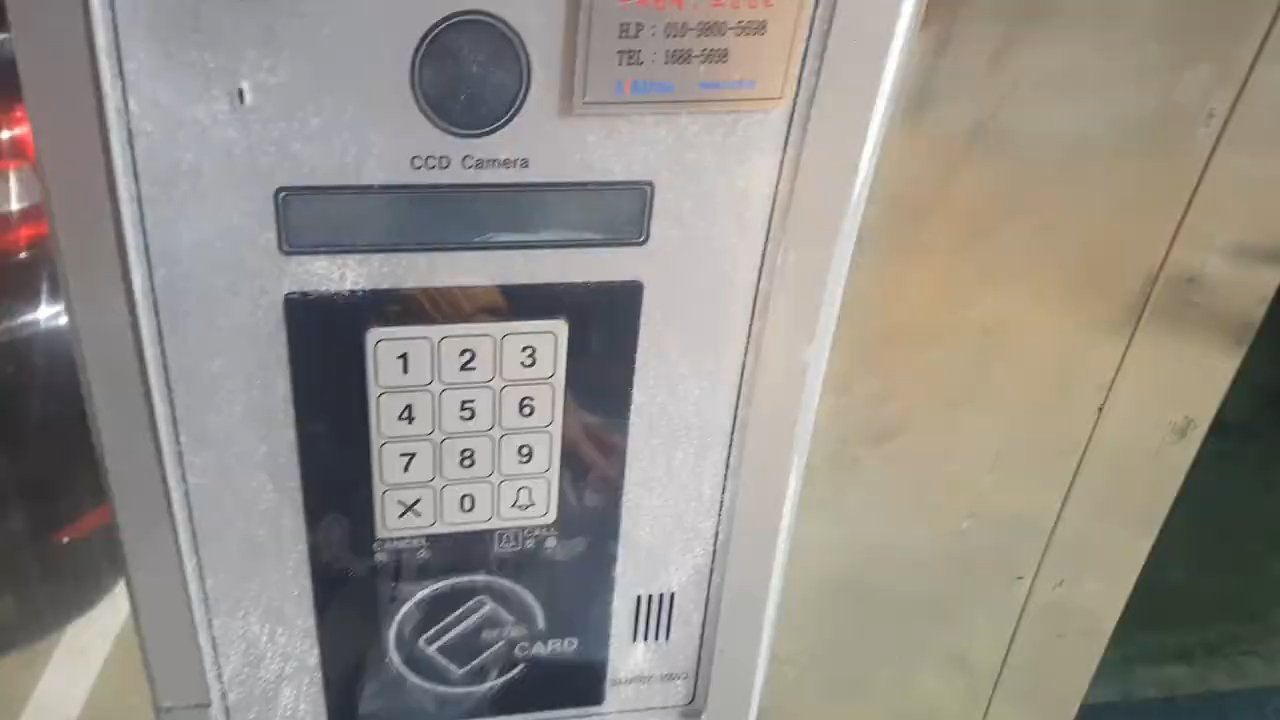 H.P : 010-9800-5698
TEL : 1688-5698
CCD Camera
1 2 3
4 5 6
7 8 9
0
CANCEL
CALL
CARD